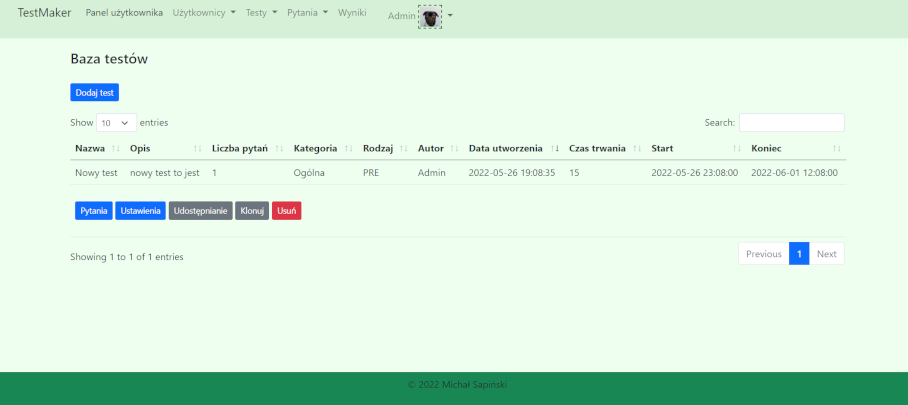 TestMaker Panel użytkownika Użytkownicy Testy Pytania Wyniki Admin
Baza testów
Dodaj test
Show 10 entries Search:
Nazwa Opis Liczba pytań Kategoria Rodzaj Autor Data utworzenia Czas trwania Start Koniec
Nowy test nowy test to jest 1 Ogólna PRE Admin 2022-05-26 19:08:35 15 2022-05-26 23:08:00 2022-06-01 12:08:00
Pytania Ustawienia Udostępnianie Klonuj Usuń
Showing 1 to 1 of 1 entries Previous 1 Next
© 2022 Michał Sapiński